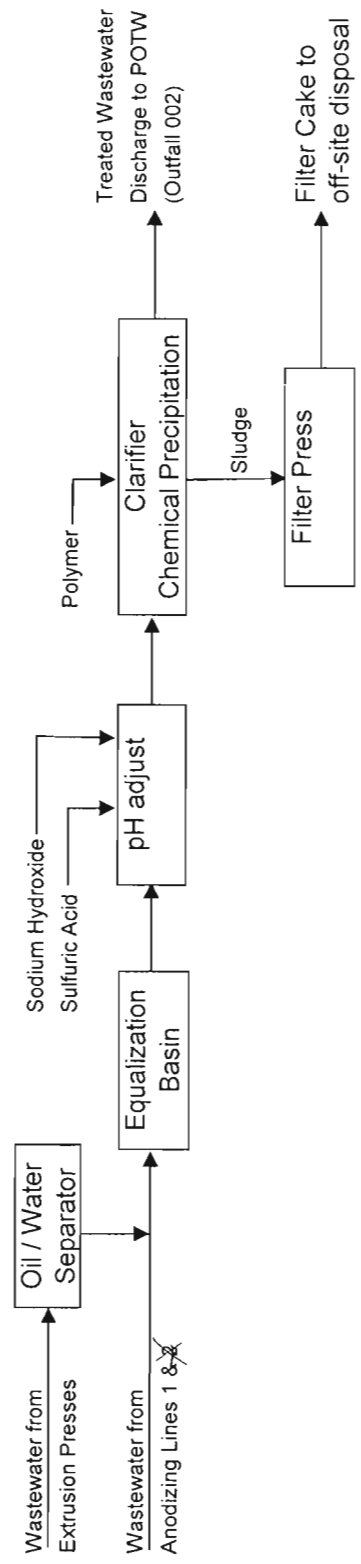 Wastewater from
Extrusion Presses
Oil / Water
Separator
Wastewater from
Anodizing Lines 1 & 2
Equalization
Basin
Sodium Hydroxide
Sulfuric Acid
pH adjust
Polymer
Clarifier
Chemical Precipitation
Treated Wastewater
Discharge to POTW
(Outfall 002)
Sludge
Filter Press
Filter Cake to
off-site disposal